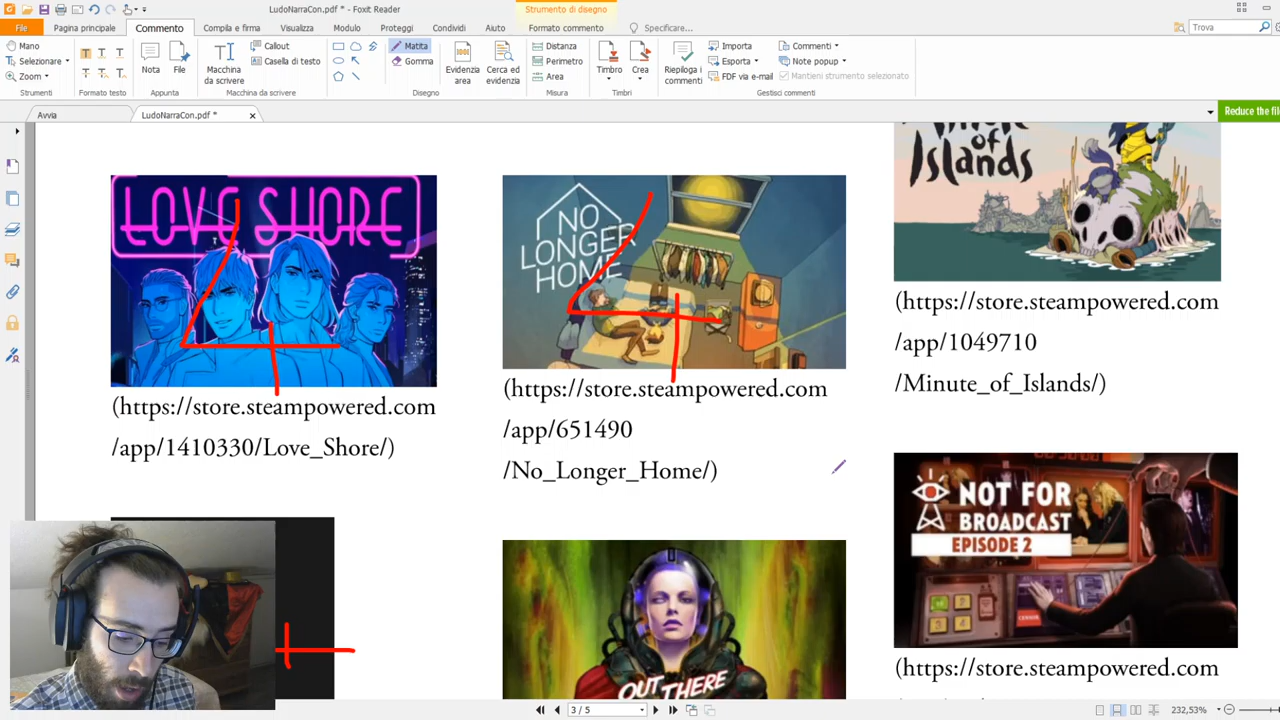 LudoNarraCon.pdf * - Foxit Reader
Strumento di disegno
File
Pagina principale
Commento
Compila e firma
Visualizza
Modulo
Proteggi
Condividi
Aiuto
Formato commento
Specificare...
Trova
Mano
Selezionare
Zoom
Strumenti
T T T
T T T
Formato testo
Nota
File
Appunta
Macchina
da scrivere
Callout
Casella di testo
Macchina da scrivere
Matita
Gomma
Disegno
Evidenzia
area
Cerca ed
evidenzia
Distanza
Perimetro
Area
Misura
Timbro
Crea
Timbri
Riepiloga i
commenti
Importa
Esporta
FDF via e-mail
Commenti
Note popup
Mantieni strumento selezionato
Gestisci commenti
Avvia
LudoNarraCon.pdf *
Reduce the file
LOVE SHORE
4
(https://store.steampowered.com
/app/1410330/Love_Shore/)
NO
LONGER
HOME
4
(https://store.steampowered.com
/app/651490
/No_Longer_Home/)
of
Islands
(https://store.steampowered.com
/app/1049710
/Minute_of_Islands/)
NOT FOR
BROADCAST
EPISODE 2
(https://store.steampowered.com
OUT THERE
3 / 5
232,53%